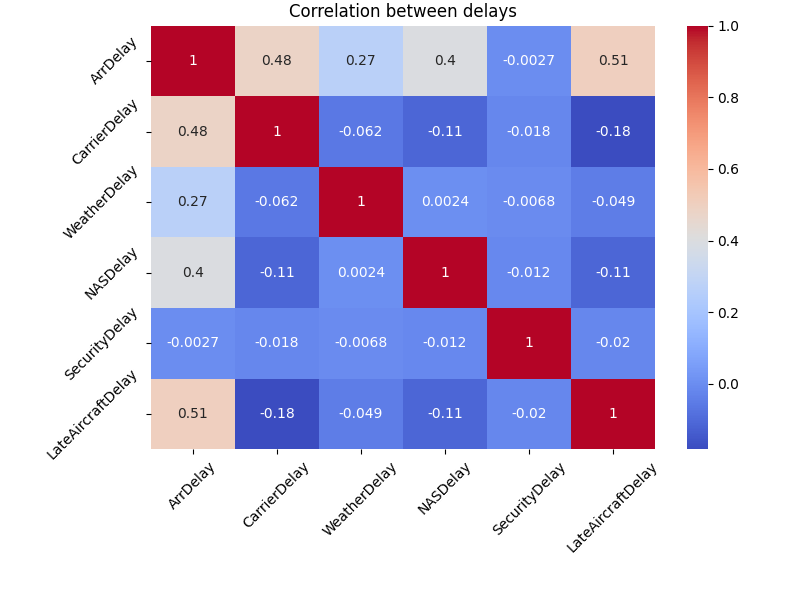 Correlation between delays
ArrDelay 1 0.48 0.27 0.4 -0.0027 0.51
CarrierDelay 0.48 1 -0.062 -0.11 -0.018 -0.18
WeatherDelay 0.27 -0.062 1 0.0024 -0.0068 -0.049
NASDelay 0.4 -0.11 0.0024 1 -0.012 -0.11
SecurityDelay -0.0027 -0.018 -0.0068 -0.012 1 -0.02
LateAircraftDelay 0.51 -0.18 -0.049 -0.11 -0.02 1
ArrDelay CarrierDelay WeatherDelay NASDelay SecurityDelay LateAircraftDelay
1.0
0.8
0.6
0.4
0.2
0.0